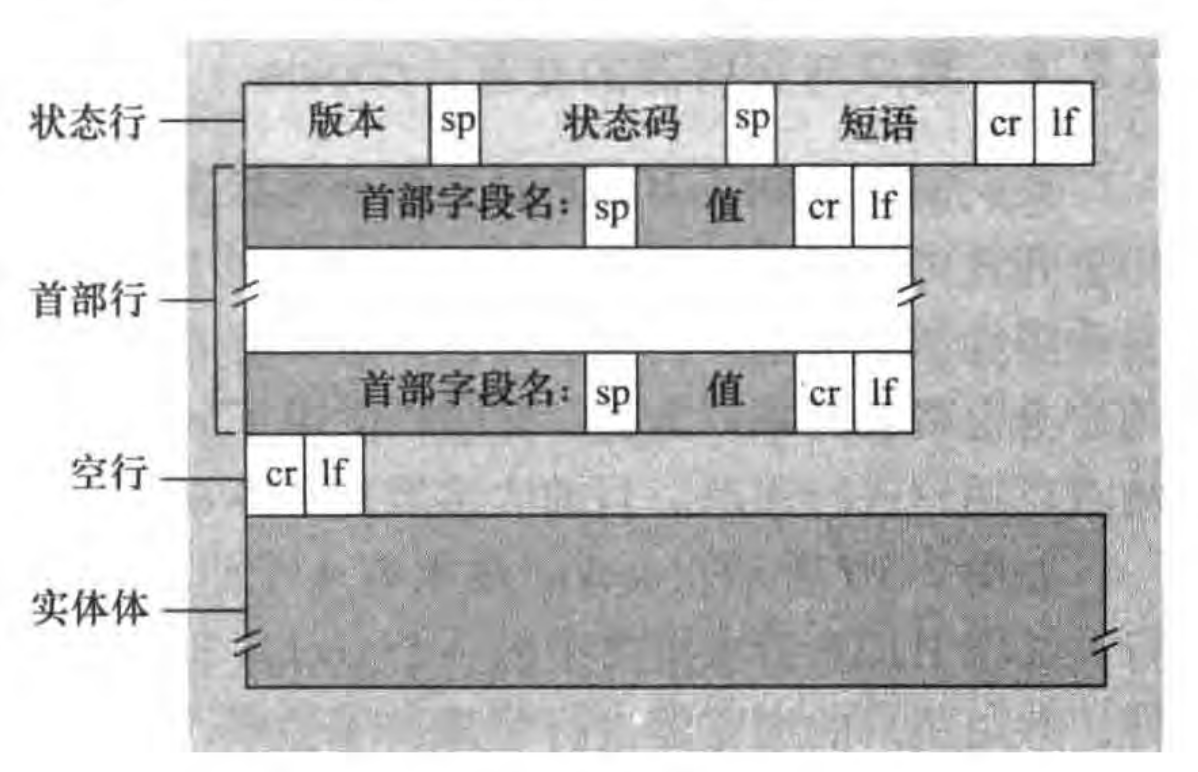 状态行 版本 sp 状态码 sp 短语 cr lf
首部字段名: sp 值 cr lf
首部行
首部字段名: sp 值 cr lf
空行 cr lf
实体体